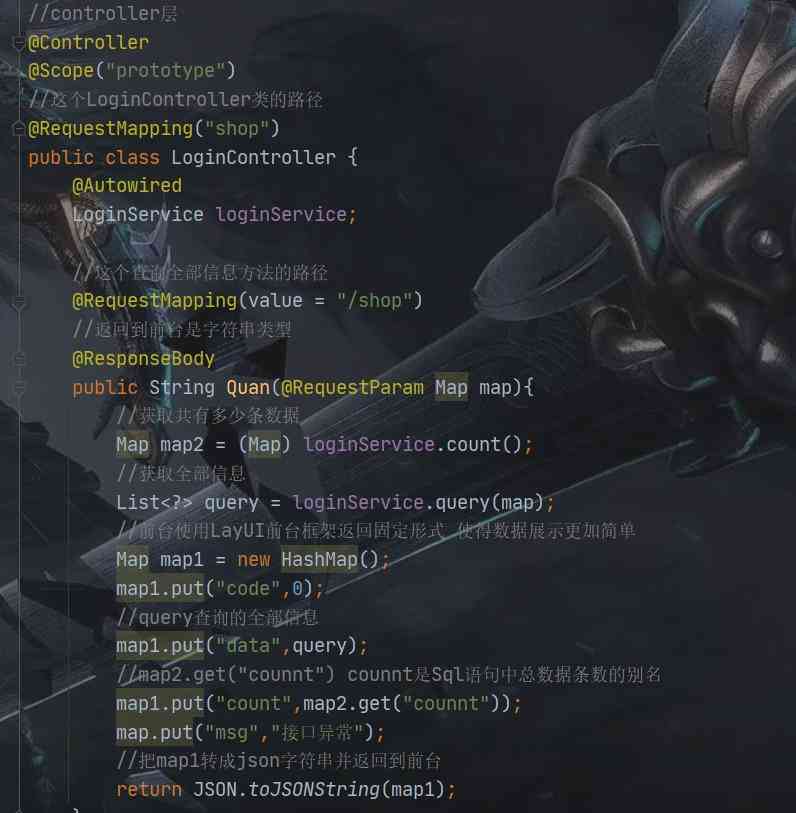 //controller层
@Controller
@Scope("prototype")
//这个LoginController类的路径
@RequestMapping("shop")
public class LoginController {
@Autowired
LoginService loginService;
//这个查询全部信息方法的路径
@RequestMapping(value = "/shop")
//返回到前台是字符串类型
@ResponseBody
public String Quan(@RequestParam Map map){
//获取共有多少条数据
Map map2 = (Map) loginService.count();
//获取全部信息
List<?> query = loginService.query(map);
//前台使用LayUI前台框架返回固定形式 使得数据展示更加简单
Map map1 = new HashMap();
map1.put("code",0);
//query查询的全部信息
map1.put("data",query);
//map2.get("counnt") counnt是Sql语句中总数据条数的别名
map1.put("count",map2.get("counnt"));
map.put("msg","接口异常");
//把map1转成json字符串并返回到前台
return JSON.toJSONString(map1);
}